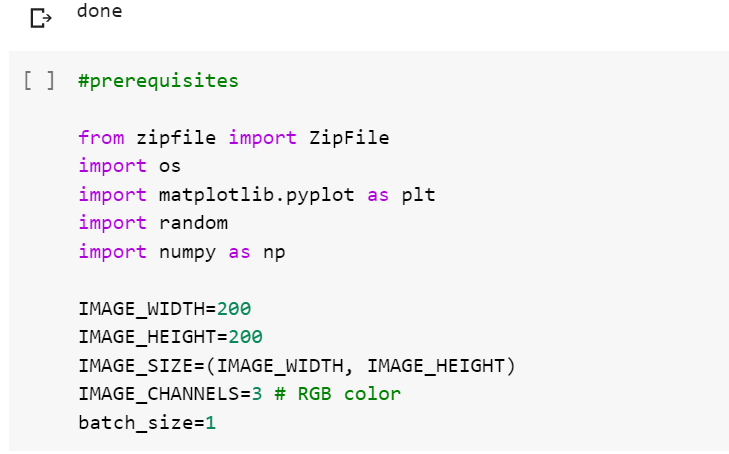 done
[ ] #prerequisites
from zipfile import ZipFile
import os
import matplotlib.pyplot as plt
import random
import numpy as np
IMAGE_WIDTH=200
IMAGE_HEIGHT=200
IMAGE_SIZE=(IMAGE_WIDTH, IMAGE_HEIGHT)
IMAGE_CHANNELS=3 # RGB color
batch_size=1